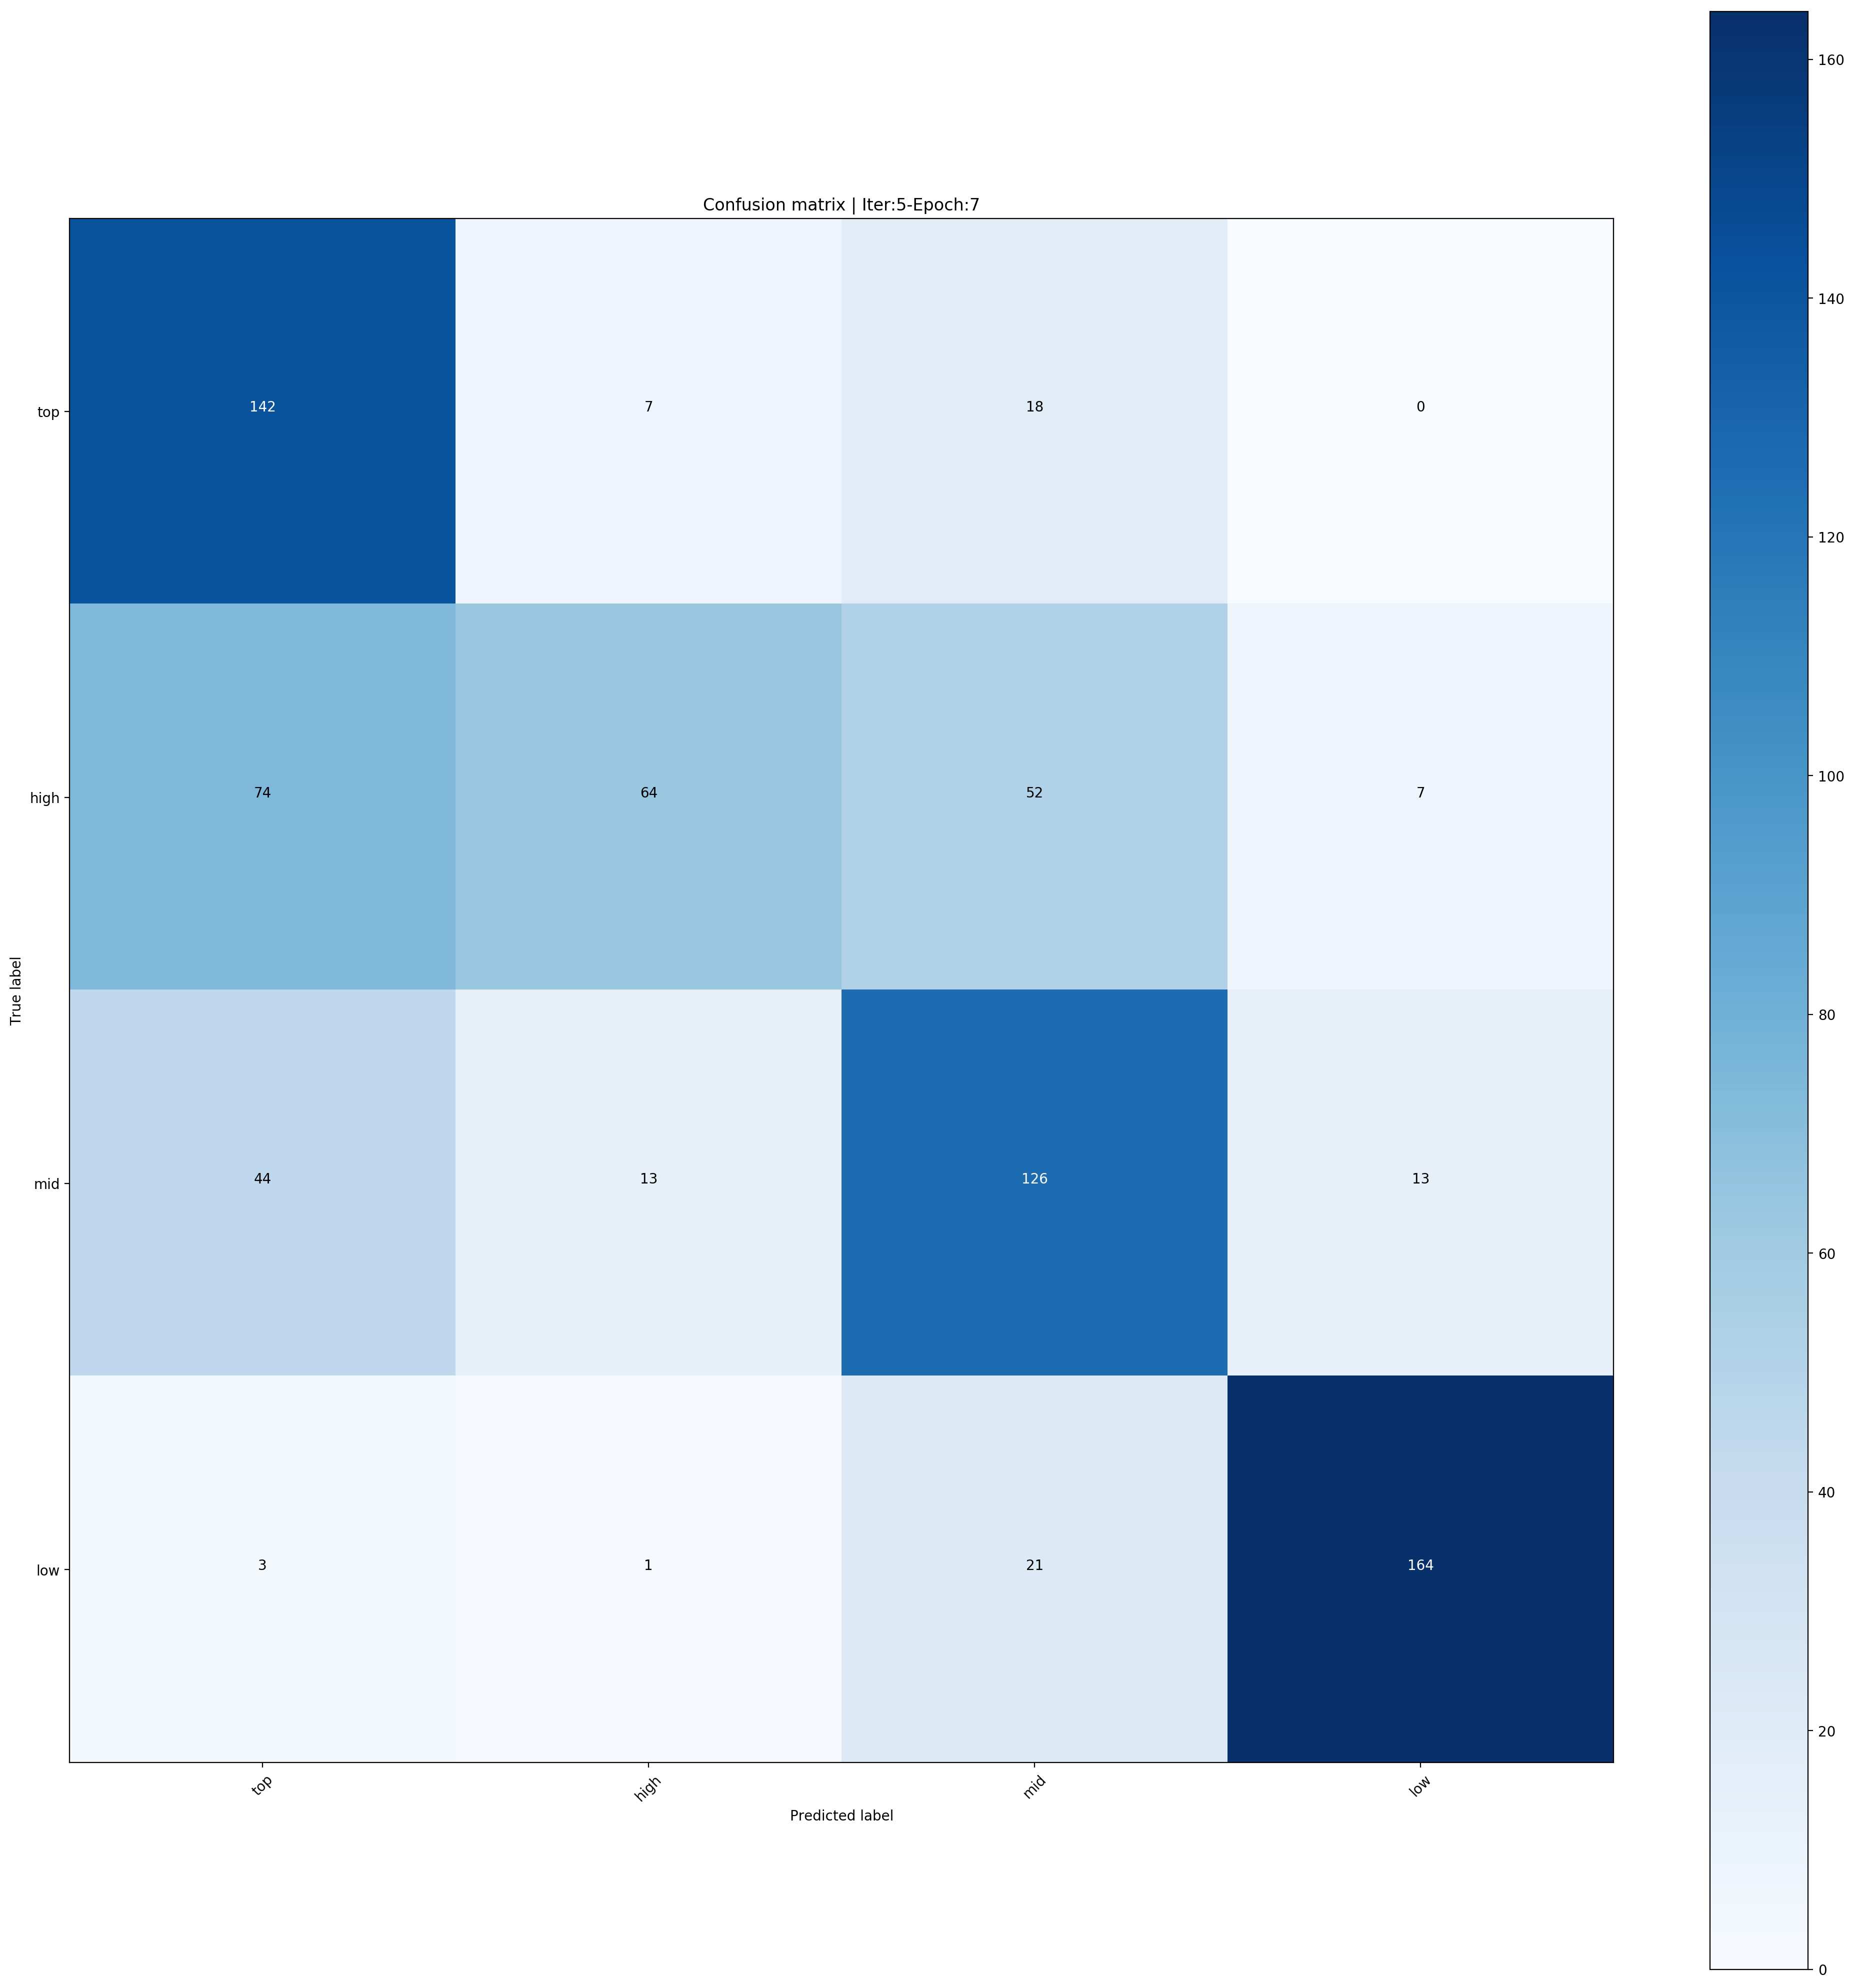 Confusion matrix | Iter:5-Epoch:7
True label
top
high
mid
low
142 7 18 0
74 64 52 7
44 13 126 13
3 1 21 164
top high mid low
Predicted label
160
140
120
100
80
60
40
20
0